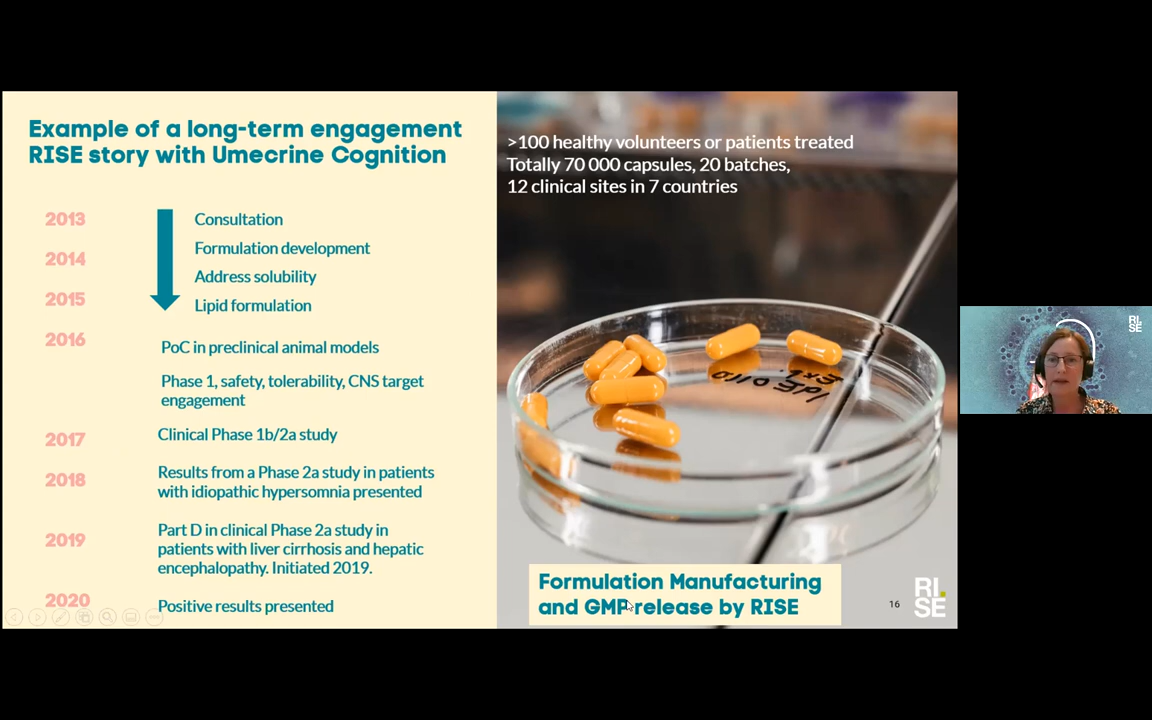 Example of a long-term engagement
RISE story with Umecrine Cognition
2013
2014
2015
2016
2017
2018
2019
2020
Consultation
Formulation development
Address solubility
Lipid formulation
PoC in preclinical animal models
Phase 1, safety, tolerability, CNS target
engagement
Clinical Phase 1b/2a study
Results from a Phase 2a study in patients
with idiopathic hypersomnia presented
Part D in clinical Phase 2a study in
patients with liver cirrhosis and hepatic
encephalopathy. Initiated 2019.
Positive results presented
>100 healthy volunteers or patients treated
Totally 70 000 capsules, 20 batches,
12 clinical sites in 7 countries
Formulation Manufacturing
and GMP release by RISE
16
RI.
SE
RI.
SE